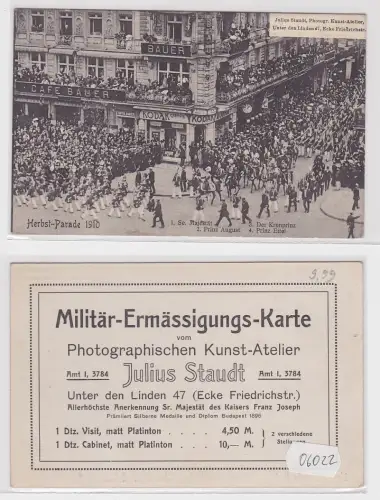 Julius Staudt, Photogr. Kunst-Atelier,
Unter den Linden 47, Ecke Friedrichstr.
BAUER
CAFÉ BAUER
KODAK
KODAK
Herbst-Parade 1910
1. Se. Majestät 2. Der Kronprinz
3. Prinz August 4. Prinz Eitel
3,99
Militär-Ermässigungs-Karte
vom
Photographischen Kunst-Atelier
Amt I, 3784 Julius Staudt Amt I, 3784
Unter den Linden 47 (Ecke Friedrichstr.)
Allerhöchste Anerkennung Sr. Majestät des Kaisers Franz Joseph
Prämiiert Silberne Medaille und Diplom Budapest 1896
1 Dtz. Visit, matt Platinton . . . . 4,50 M.
1 Dtz. Cabinet, matt Platinton . . . 10,— M.
2 verschiedene
06022